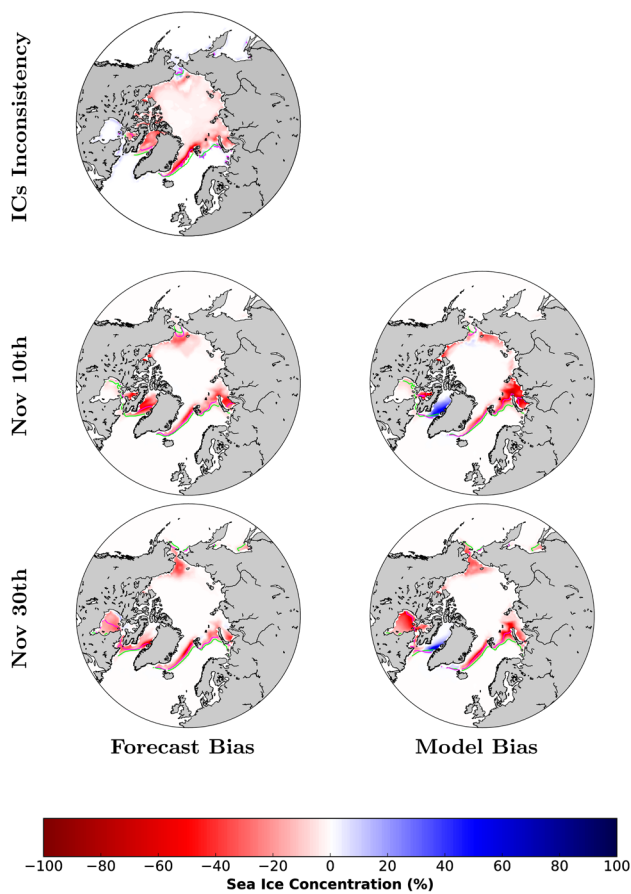 ICs Inconsistency
Nov 10th
Nov 30th
Forecast Bias
Model Bias
−100 −80 −60 −40 −20 0 20 40 60 80 100
Sea Ice Concentration (%)